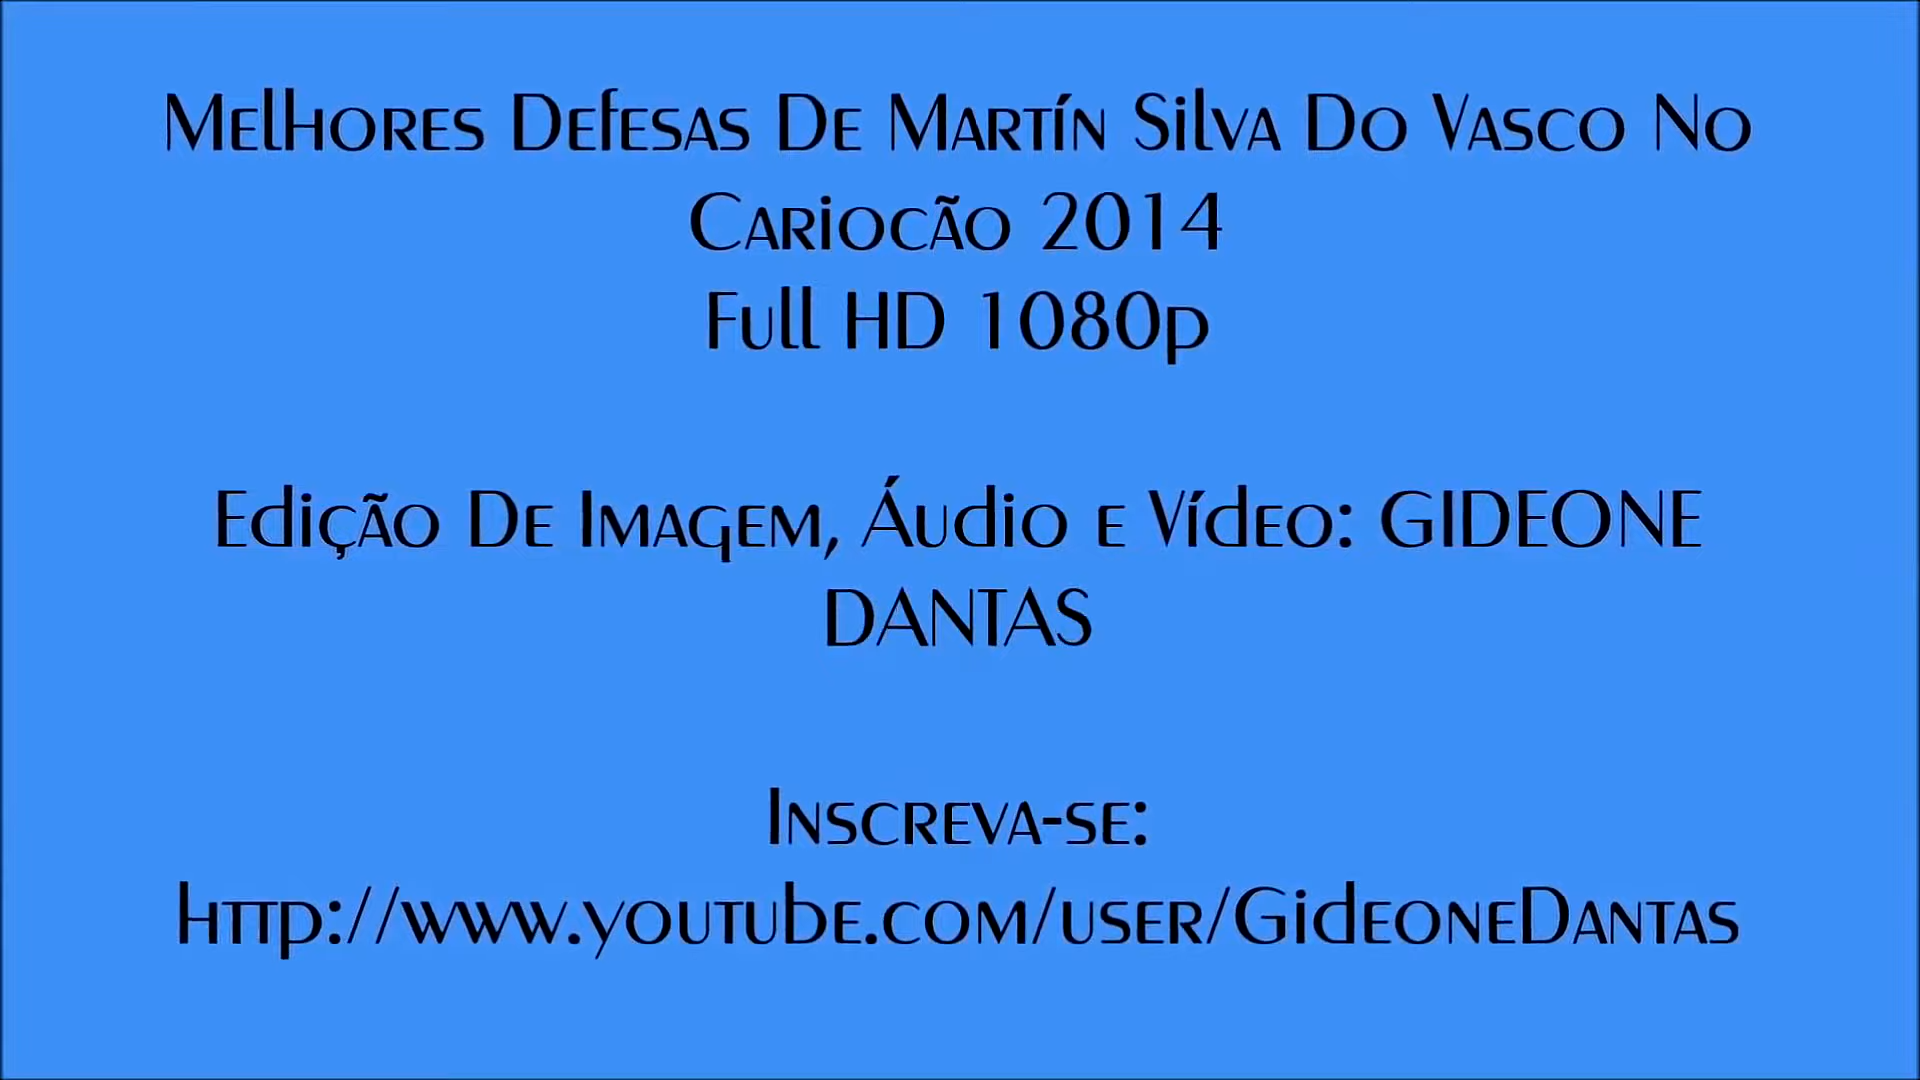 Melhores Defesas De Martín Silva Do Vasco No
Cariocão 2014
Full HD 1080p
Edição De Imagem, Áudio e Vídeo: GIDEONE
DANTAS
Inscreva-se:
http://www.youtube.com/user/GideoneDantas